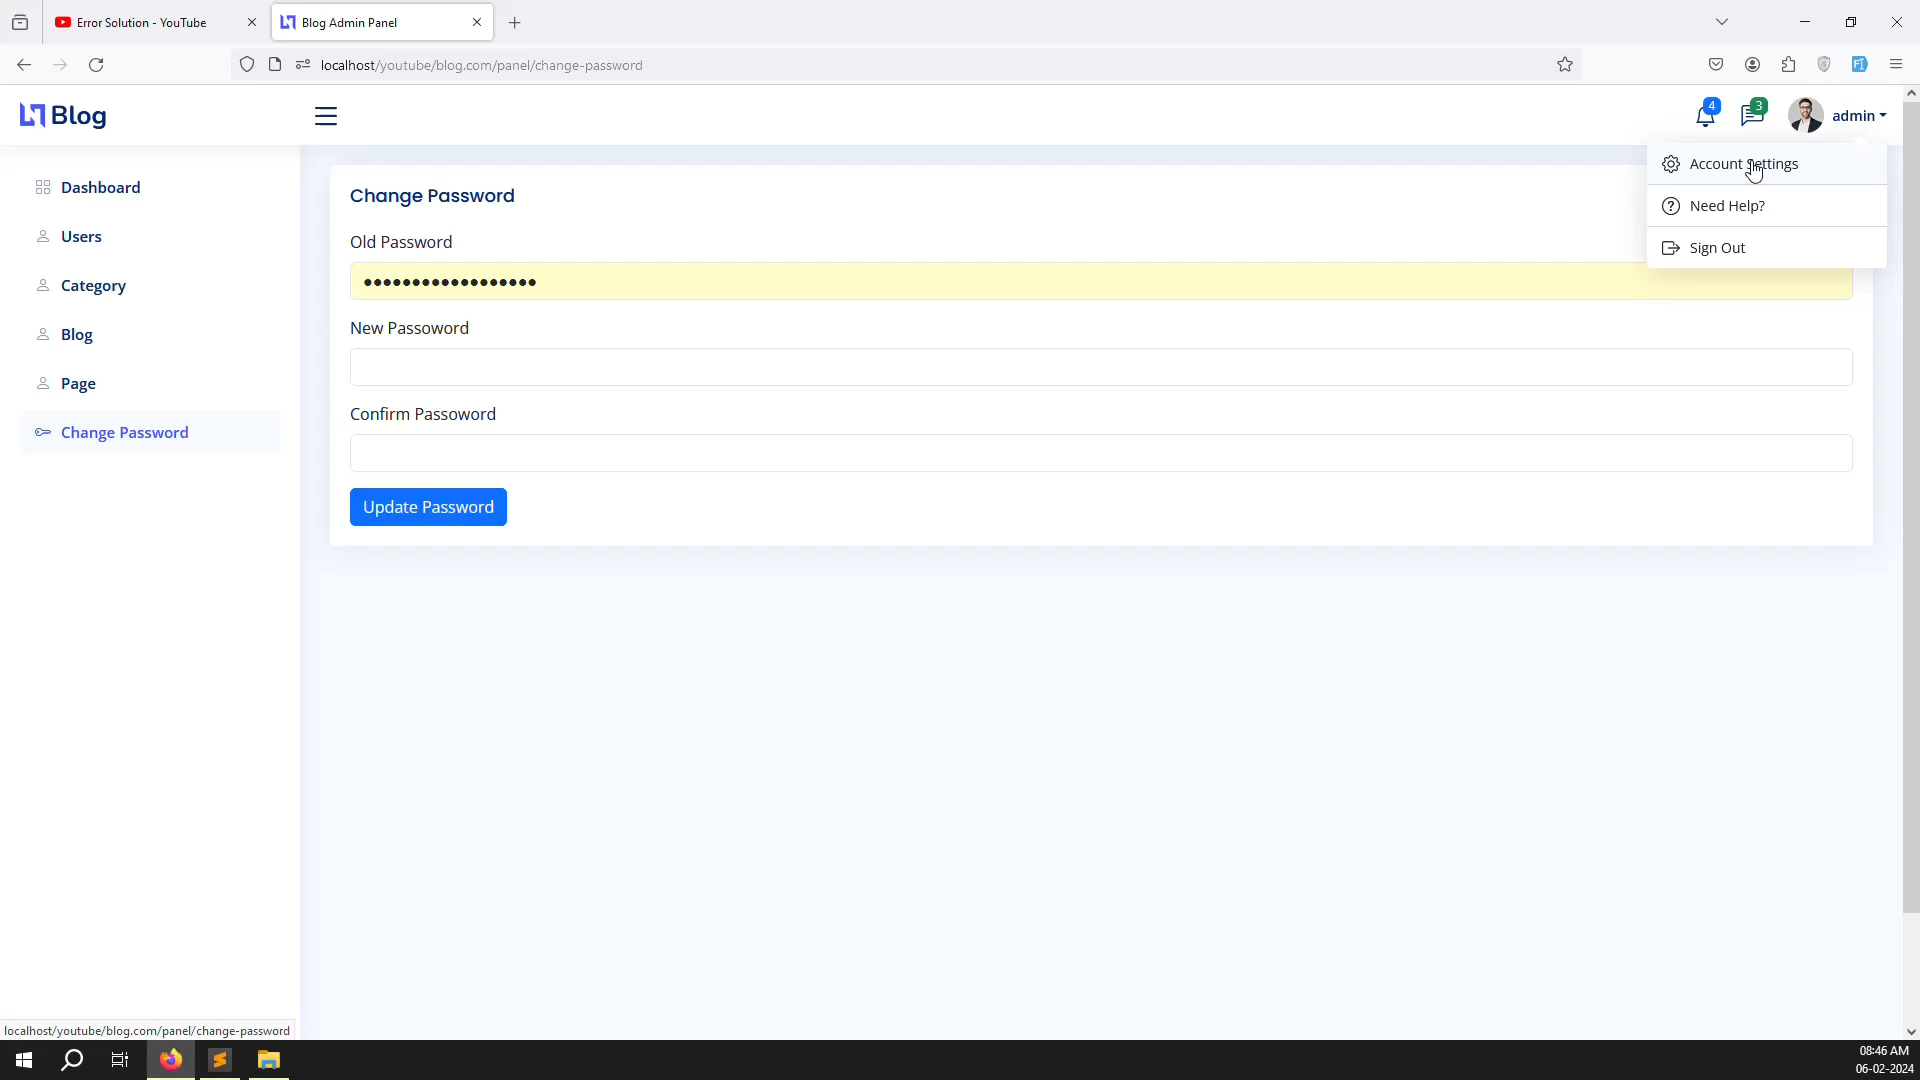 Error Solution - YouTube
Blog Admin Panel
localhost/youtube/blog.com/panel/change-password
Blog
4
3
admin
Account Settings
Need Help?
Sign Out
Dashboard
Users
Category
Blog
Page
Change Password
Change Password
Old Password
••••••••••••••••••
New Passoword
Confirm Passoword
Update Password
localhost/youtube/blog.com/panel/change-password
08:46 AM
06-02-2024